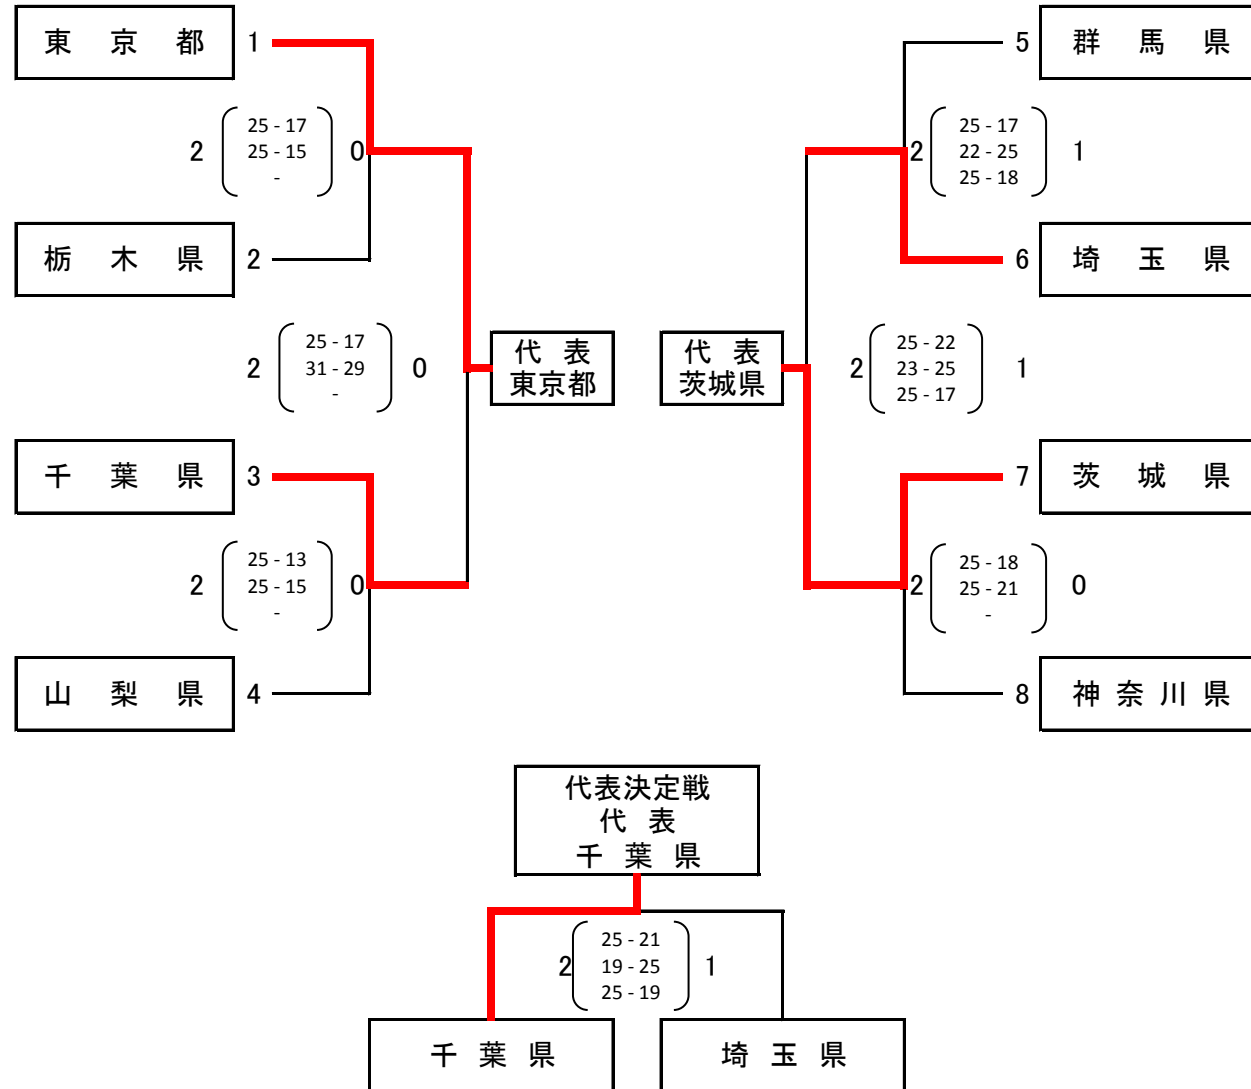 東 京 都 1
2 25 - 17 0
25 - 15
-
栃 木 県 2
2 25 - 17 0
31 - 29
-
代 表
東京都
千 葉 県 3
2 25 - 13 0
25 - 15
-
山 梨 県 4
5 群 馬 県
2 25 - 17 1
22 - 25
25 - 18
6 埼 玉 県
代 表
茨城県
2 25 - 22 1
23 - 25
25 - 17
7 茨 城 県
2 25 - 18 0
25 - 21
-
8 神 奈 川 県
代表決定戦
代 表
千 葉 県
2 25 - 21 1
19 - 25
25 - 19
千 葉 県
埼 玉 県